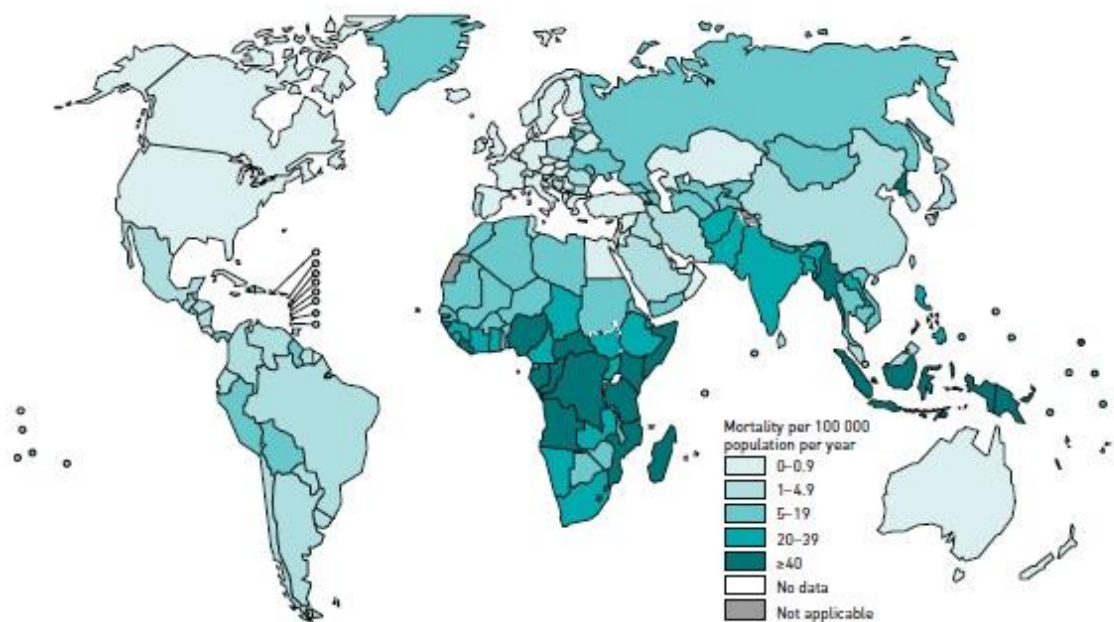 Mortality per 100 000
population per year
0–0.9
1–4.9
5–19
20–39
≥40
No data
Not applicable